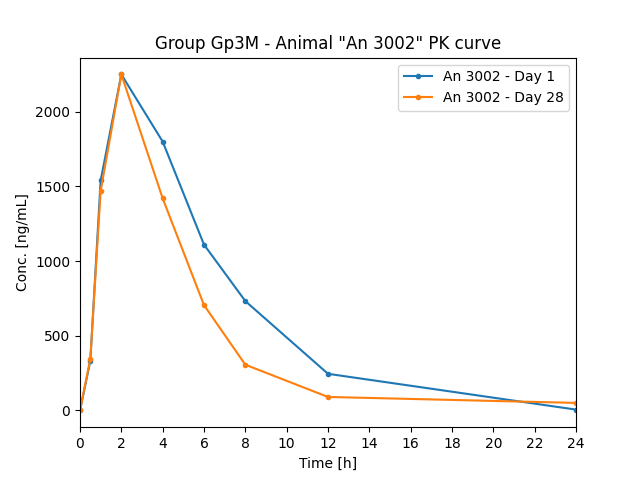 Group Gp3M - Animal "An 3002" PK curve
An 3002 - Day 1
An 3002 - Day 28
Conc. [ng/mL]
2000
1500
1000
500
0
0 2 4 6 8 10 12 14 16 18 20 22 24
Time [h]